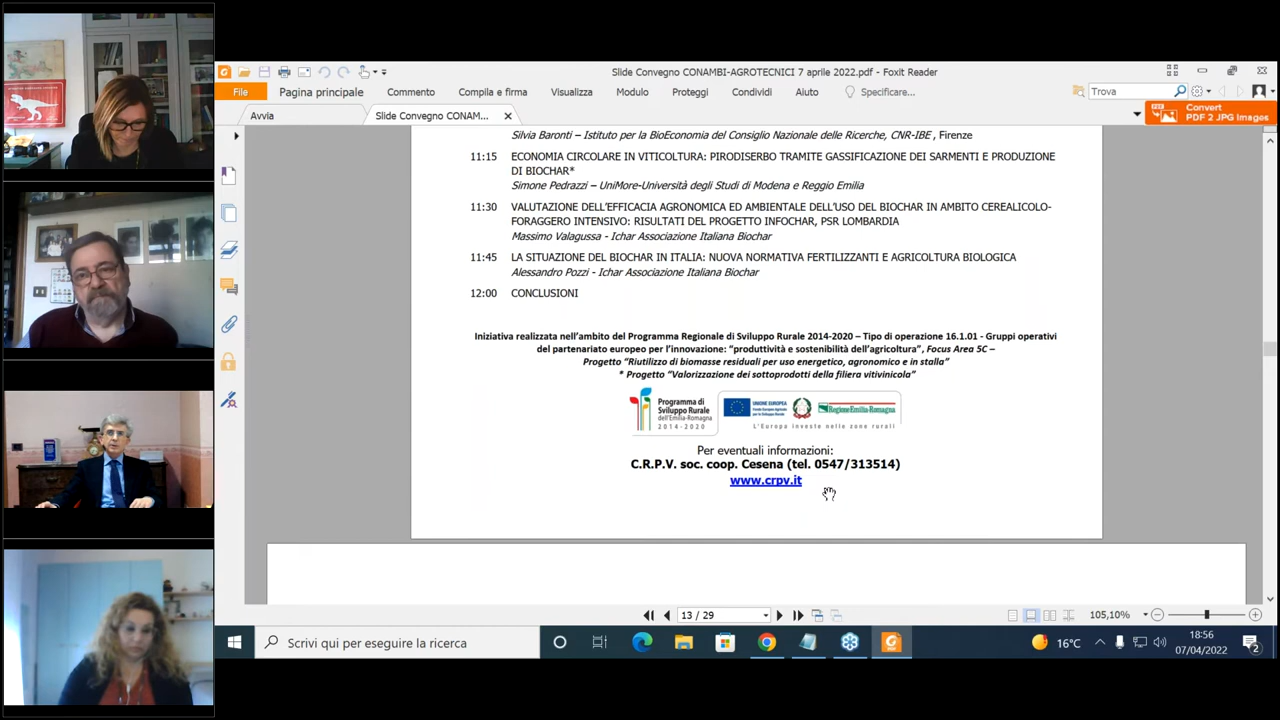 Slide Convegno CONAMBI-AGROTECNICI 7 aprile 2022.pdf - Foxit Reader
File Pagina principale Commento Compila e firma Visualizza Modulo Proteggi Condividi Aiuto Specificare... Trova
Avvia Slide Convegno CONAM...
Convert
PDF 2 JPG Images
Silvia Baronti – Istituto per la BioEconomia del Consiglio Nazionale delle Ricerche, CNR-IBE , Firenze
11:15 ECONOMIA CIRCOLARE IN VITICOLTURA: PIRODISERBO TRAMITE GASSIFICAZIONE DEI SARMENTI E PRODUZIONE
DI BIOCHAR*
Simone Pedrazzi – UniMore-Università degli Studi di Modena e Reggio Emilia
11:30 VALUTAZIONE DELL'EFFICACIA AGRONOMICA ED AMBIENTALE DELL'USO DEL BIOCHAR IN AMBITO CEREALICOLO-
FORAGGERO INTENSIVO: RISULTATI DEL PROGETTO INFOCHAR, PSR LOMBARDIA
Massimo Valagussa - Ichar Associazione Italiana Biochar
11:45 LA SITUAZIONE DEL BIOCHAR IN ITALIA: NUOVA NORMATIVA FERTILIZZANTI E AGRICOLTURA BIOLOGICA
Alessandro Pozzi - Ichar Associazione Italiana Biochar
12:00 CONCLUSIONI
Iniziativa realizzata nell'ambito del Programma Regionale di Sviluppo Rurale 2014-2020 – Tipo di operazione 16.1.01 - Gruppi operativi
del partenariato europeo per l'innovazione: "produttività e sostenibilità dell'agricoltura", Focus Area 5C –
Progetto "Riutilizzo di biomasse residuali per uso energetico, agronomico e in stalla"
* Progetto "Valorizzazione dei sottoprodotti della filiera vitivinicola"
Programma di
Sviluppo Rurale
dell'Emilia-Romagna
2014-2020
UNIONE EUROPEA
RegioneEmilia-Romagna
L'Europa investe nelle zone rurali
Per eventuali informazioni:
C.R.P.V. soc. coop. Cesena (tel. 0547/313514)
www.crpv.it
13 / 29
105,10%
Scrivi qui per eseguire la ricerca
16°C
18:56
07/04/2022
2